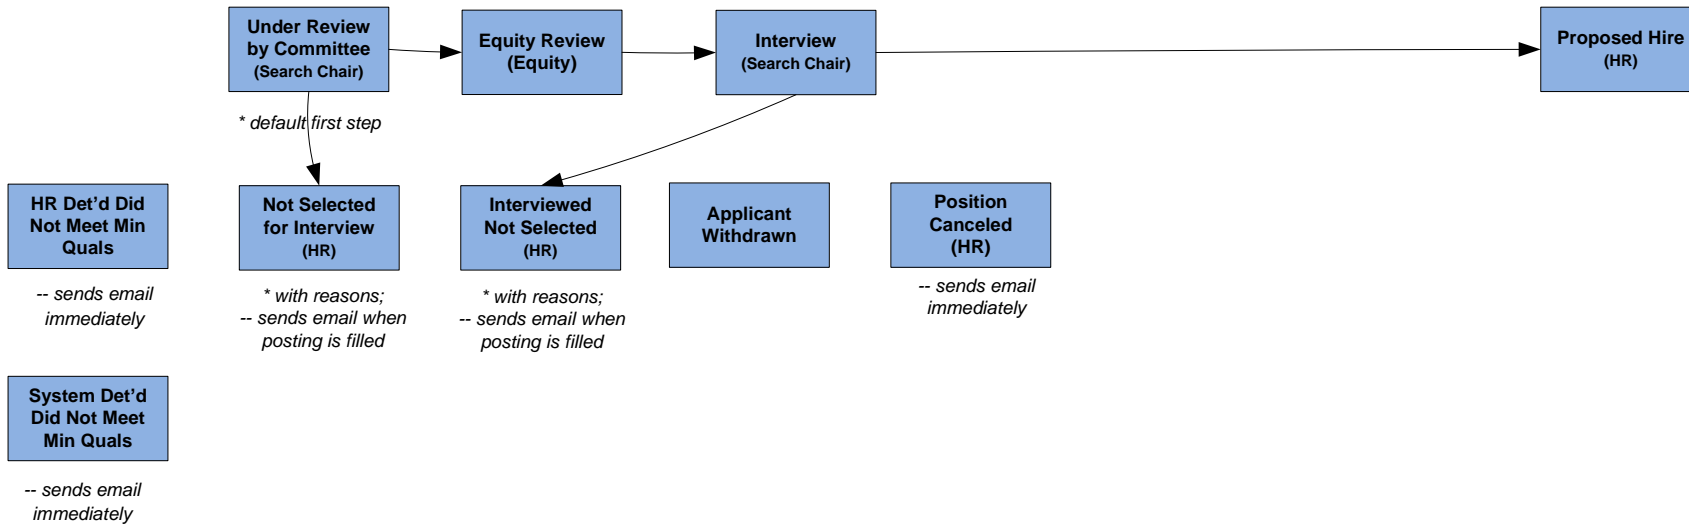 Under Review
by Committee
(Search Chair)
Equity Review
(Equity)
Interview
(Search Chair)
Proposed Hire
(HR)
* default first step
HR Det’d Did
Not Meet Min
Quals
Not Selected
for Interview
(HR)
Interviewed
Not Selected
(HR)
Applicant
Withdrawn
Position
Canceled
(HR)
-- sends email
immediately
* with reasons;
-- sends email when
posting is filled
* with reasons;
-- sends email when
posting is filled
-- sends email
immediately
System Det’d
Did Not Meet
Min Quals
-- sends email
immediately